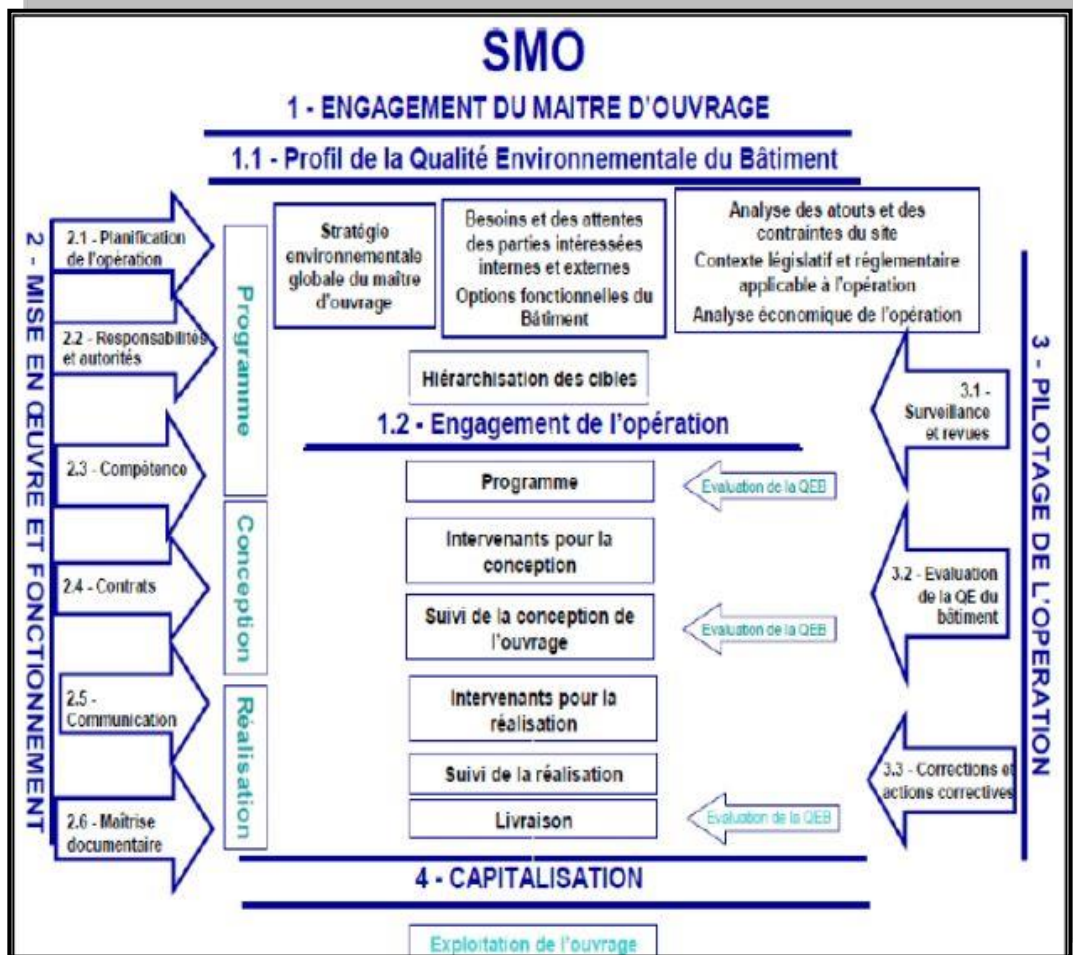 SMO
1 - ENGAGEMENT DU MAITRE D'OUVRAGE
1.1 - Profil de la Qualité Environnementale du Bâtiment
2 - MISE EN ŒUVRE ET FONCTIONNEMENT
2.1 - Planification
de l'opération
2.2 - Responsabilités
et autorités
2.3 - Compétence
2.4 - Contrats
2.5 -
Communication
2.6 - Maîtrise
documentaire
Programme
Conception
Réalisation
Stratégie
environnementale
globale du maître
d'ouvrage
Besoins et des attentes
des parties intéressées
internes et externes
Options fonctionnelles du
Bâtiment
Analyse des atouts et des
contraintes du site
Contexte législatif et réglementaire
applicable à l'opération
Analyse économique de l'opération
Hiérarchisation des cibles
1.2 - Engagement de l'opération
Programme
Evaluation de la QEB
Intervenants pour la
conception
Suivi de la conception de
l'ouvrage
Evaluation de la QEB
Intervenants pour la
réalisation
Suivi de la réalisation
Livraison
Evaluation de la QEB
3.1 -
Surveillance
et revues
3.2 - Evaluation
de la QE du
bâtiment
3.3 - Corrections et
actions correctives
3 - PILOTAGE DE L'OPERATION
4 - CAPITALISATION
Exploitation de l'ouvrage